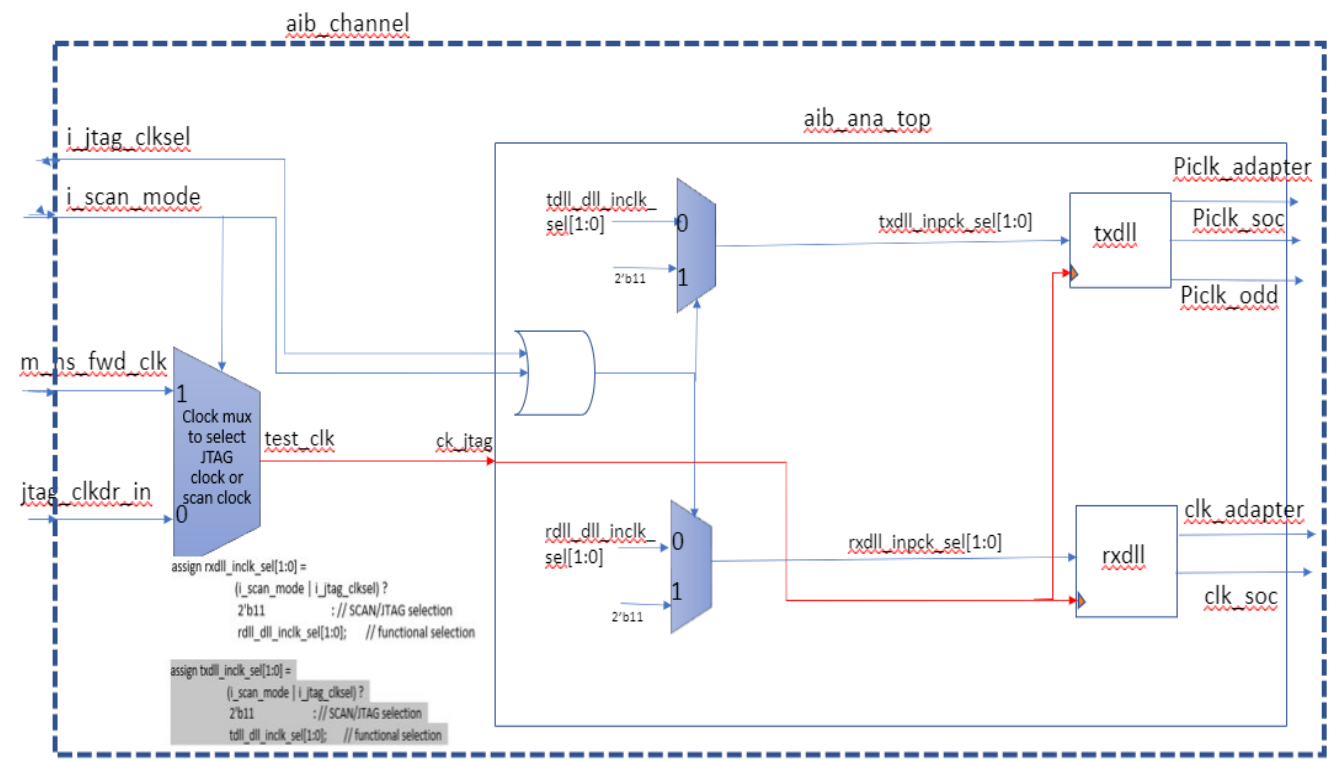 aib_channel
aib_ana_top
i_jtag_clksel
i_scan_mode
Piclk_adapter
Piclk_soc
Piclk_odd
tdll_dll_inclk_
sel[1:0]
0
2'b11
1
txdll_inpck_sel[1:0]
txdll
m_ns_fwd_clk
1
Clock mux
to select
JTAG
clock or
scan clock
0
test_clk
ck_jtag
jtag_clkdr_in
rdll_dll_inclk_
sel[1:0]
0
1
2'b11
rxdll_inpck_sel[1:0]
rxdll
clk_adapter
clk_soc
assign rxdll_inclk_sel[1:0] =
(i_scan_mode | i_jtag_clksel) ?
2'b11 : // SCAN/JTAG selection
rdll_dll_inclk_sel[1:0]; // functional selection
assign txdll_inclk_sel[1:0] =
(i_scan_mode | i_jtag_clksel) ?
2'b11 : // SCAN/JTAG selection
tdll_dll_inclk_sel[1:0]; // functional selection